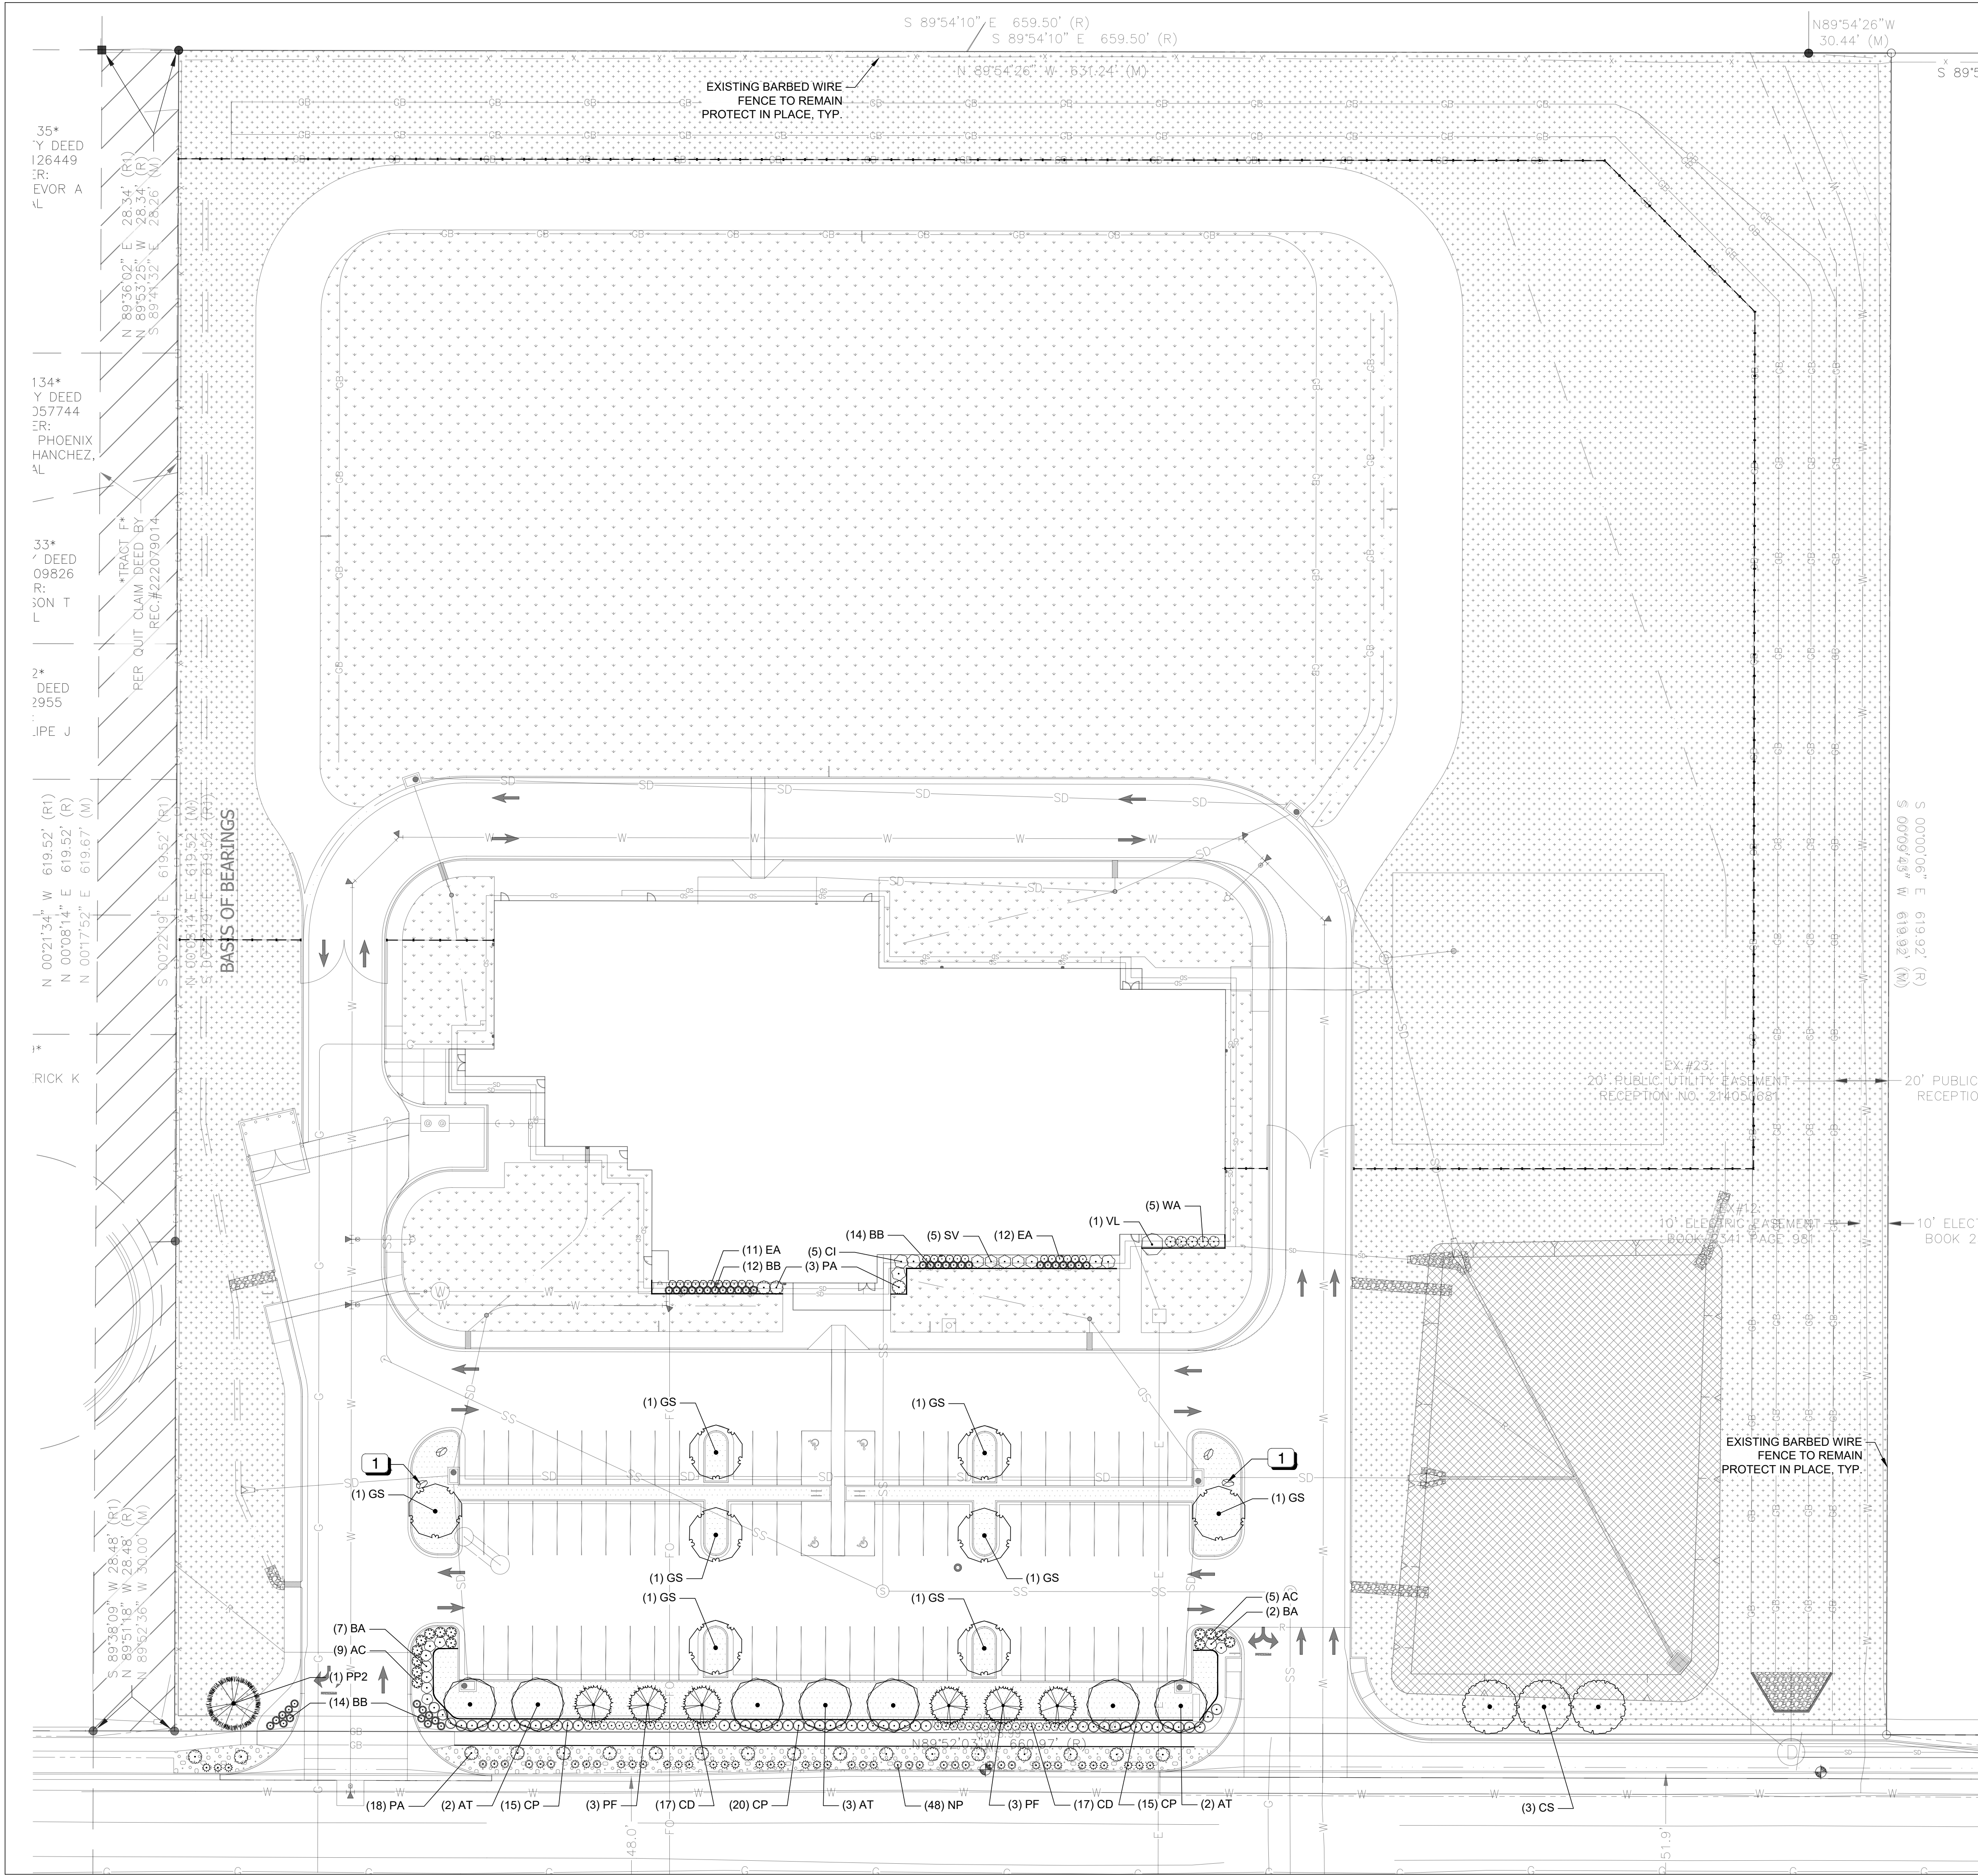 S 89°54'10" E 659.50' (R)
S 89°54'10" E 659.50' (R)
N89°54'26"W
30.44' (M)
N 89°54'26" W 631.24' (M)
S 89°5
EXISTING BARBED WIRE
FENCE TO REMAIN
PROTECT IN PLACE, TYP.
35*
Y DEED
126449
ER:
EVOR A
AL
N 89°36'02" E 28.34' (R1)
N 89°53'25" W 28.34' (R)
S 89°41'32" E 28.26' (M)
134*
Y DEED
057744
ER:
PHOENIX
HANCHEZ,
AL
33*
DEED
09826
R:
SON T
L
*TRACT F*
PER QUIT CLAIM DEED BY
REC.#222079014
2*
DEED
2955
LIPE J
N 00°21'34" W 619.52' (R1)
N 00°08'14" E 619.52' (R)
N 00°17'52" E 619.67' (M)
S 00°22'19" E 619.52' (R1)
BASIS OF BEARINGS
RICK K
S 00°00'06" E 619.92' (R)
EX.#23:
20' PUBLIC UTILITY EASEMENT
RECEPTION NO. 214050681
20' PUBLIC
RECEPTIO
EX#12:
10' ELECTRIC EASEMENT
10' ELECT
BOOK 2
(5) WA
(1) VL
(14) BB
(5) SV
(12) EA
(11) EA
(5) CI
(12) BB
(3) PA
(1) GS
(1) GS
EXISTING BARBED WIRE
FENCE TO REMAIN
PROTECT IN PLACE, TYP.
1
1
(1) GS
(1) GS
(1) GS
(1) GS
(1) GS
(1) GS
S 89°38'09" W 28.48' (R1)
N 89°51'18" W 28.48' (R)
N 89°52'36" W 30.00' (M)
(5) AC
(2) BA
(7) BA
(9) AC
(1) PP2
(14) BB
N89°52'03"W 660.97' (R)
(18) PA
(2) AT
(15) CP
(3) PF
(17) CD
(20) CP
(3) AT
(48) NP
(3) PF
(17) CD
(15) CP
(2) AT
(3) CS
48.0'
51.9'